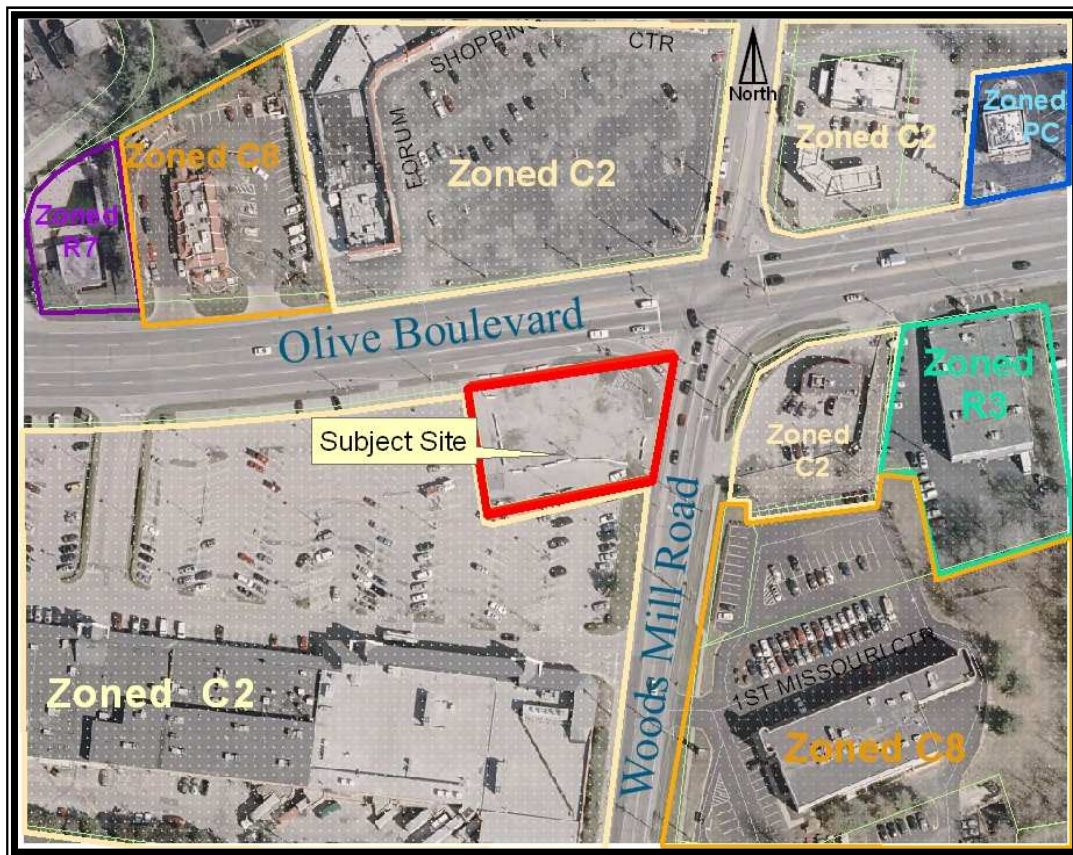 SHOPPING
CTR
FORUM
North
Zoned C8
Zoned C2
Zoned C2
Zoned
PC
Zoned
R7
Olive Boulevard
Zoned
R3
Zoned
C2
Subject Site
Woods Mill Road
1ST MISSOURI CTR
Zoned C2
Zoned C8